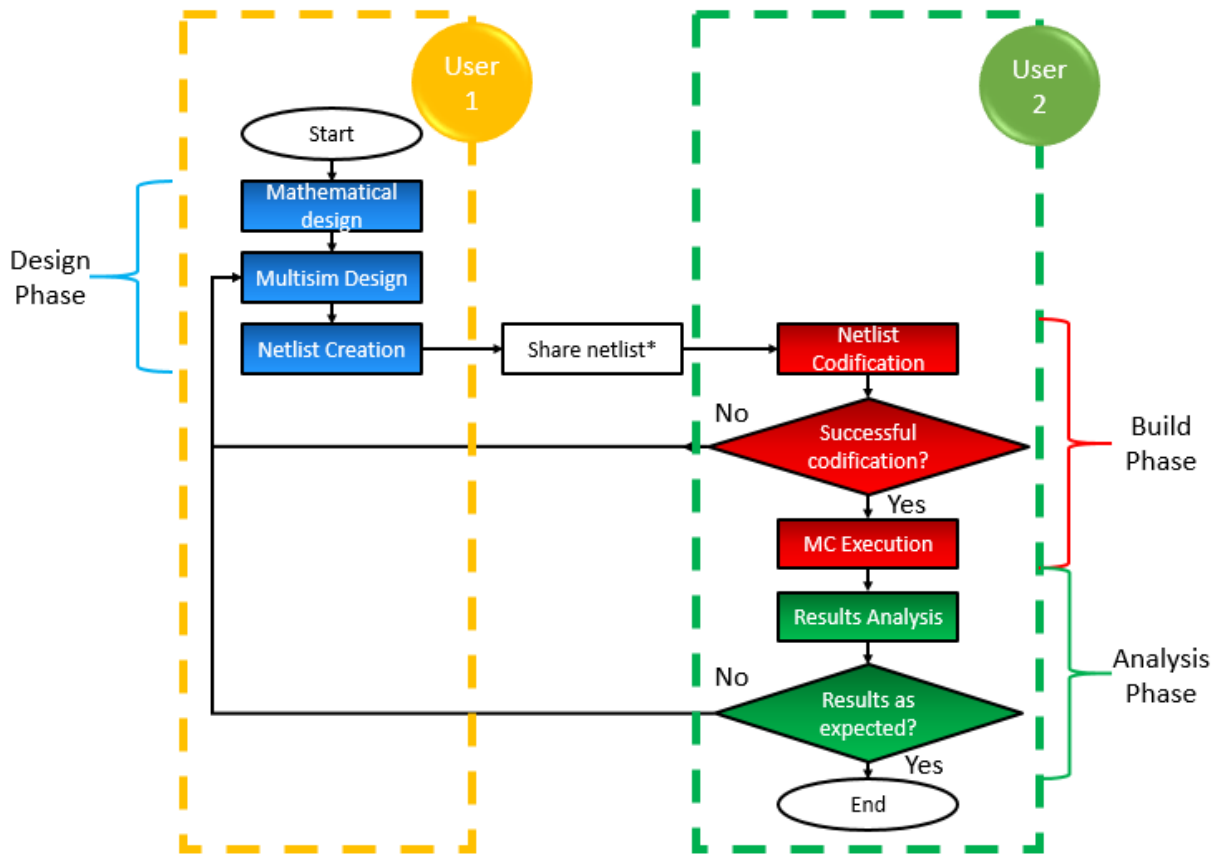 User
1
User
2
Start
Mathematical
design
Design
Phase
Multisim Design
Netlist Creation
Share netlist*
Netlist
Codification
No
Successful
codification?
Build
Phase
Yes
MC Execution
Results Analysis
Analysis
Phase
No
Results as
expected?
Yes
End